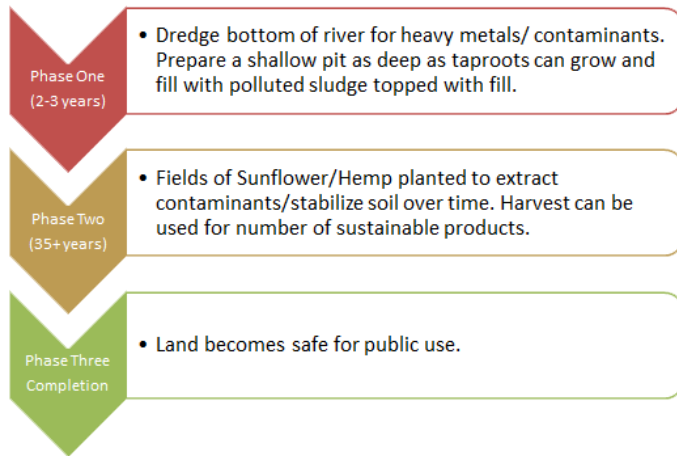 Phase One
(2-3 years)
• Dredge bottom of river for heavy metals/ contaminants.
Prepare a shallow pit as deep as taproots can grow and
fill with polluted sludge topped with fill.
Phase Two
(35+years)
• Fields of Sunflower/Hemp planted to extract
contaminants/stabilize soil over time. Harvest can be
used for number of sustainable products.
Phase Three
Completion
• Land becomes safe for public use.